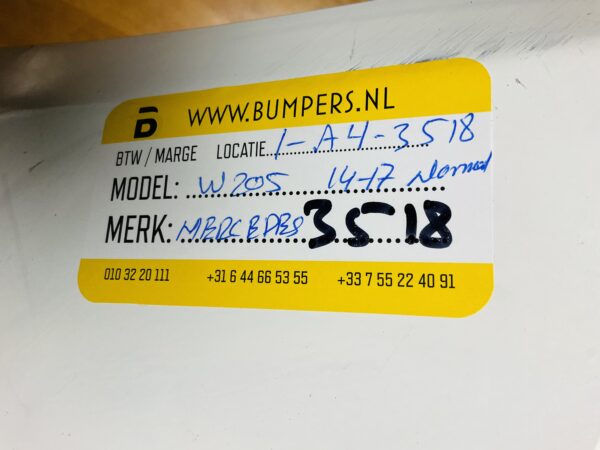 B WWW.BUMPERS.NL
BTW / MARGE LOCATIE 1-A4-3518
MODEL: W205 14-17 Normaal
MERK: MERCEDES 3518
010 32 20 111 +31 6 44 66 53 55 +33 7 55 22 40 91